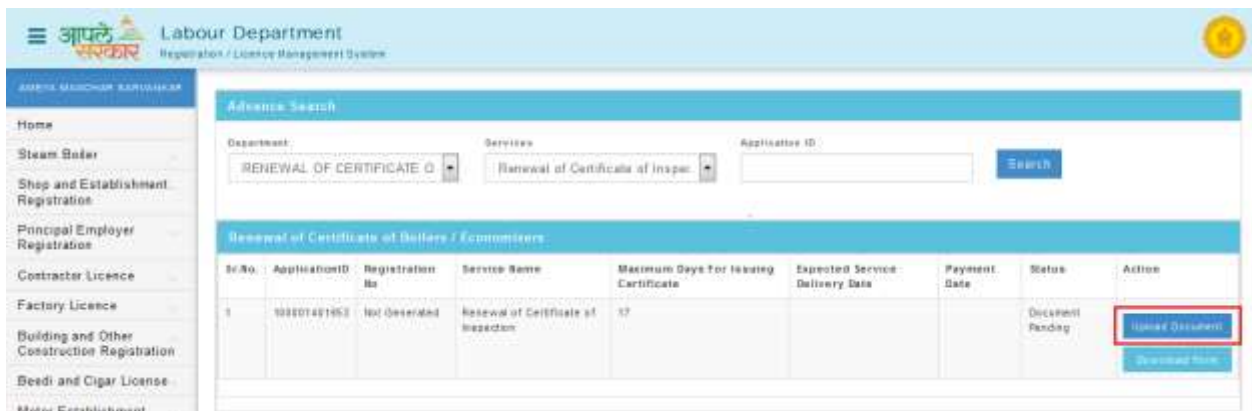 आपले
सरकार
Labour Department
Registration / Licence Management System
Home
Steam Boiler
Shop and Establishment
Registration
Principal Employer
Registration
Contractor Licence
Factory Licence
Building and Other
Construction Registration
Beedi and Cigar License
Motor Establishment
Advance Search
Department
Services
Application ID
RENEWAL OF CERTIFICATE O
Renewal of Certificate of Inspec
Search
Renewal of Certificate of Boilers / Economisers
Sr.No. ApplicationID Registration No Service Name Maximum Days For Issuing Certificate Expected Service Delivery Date Payment Date Status Action
1 Not Generated Renewal of Certificate of Inspection 17 Document Pending
Upload Document
Download Form